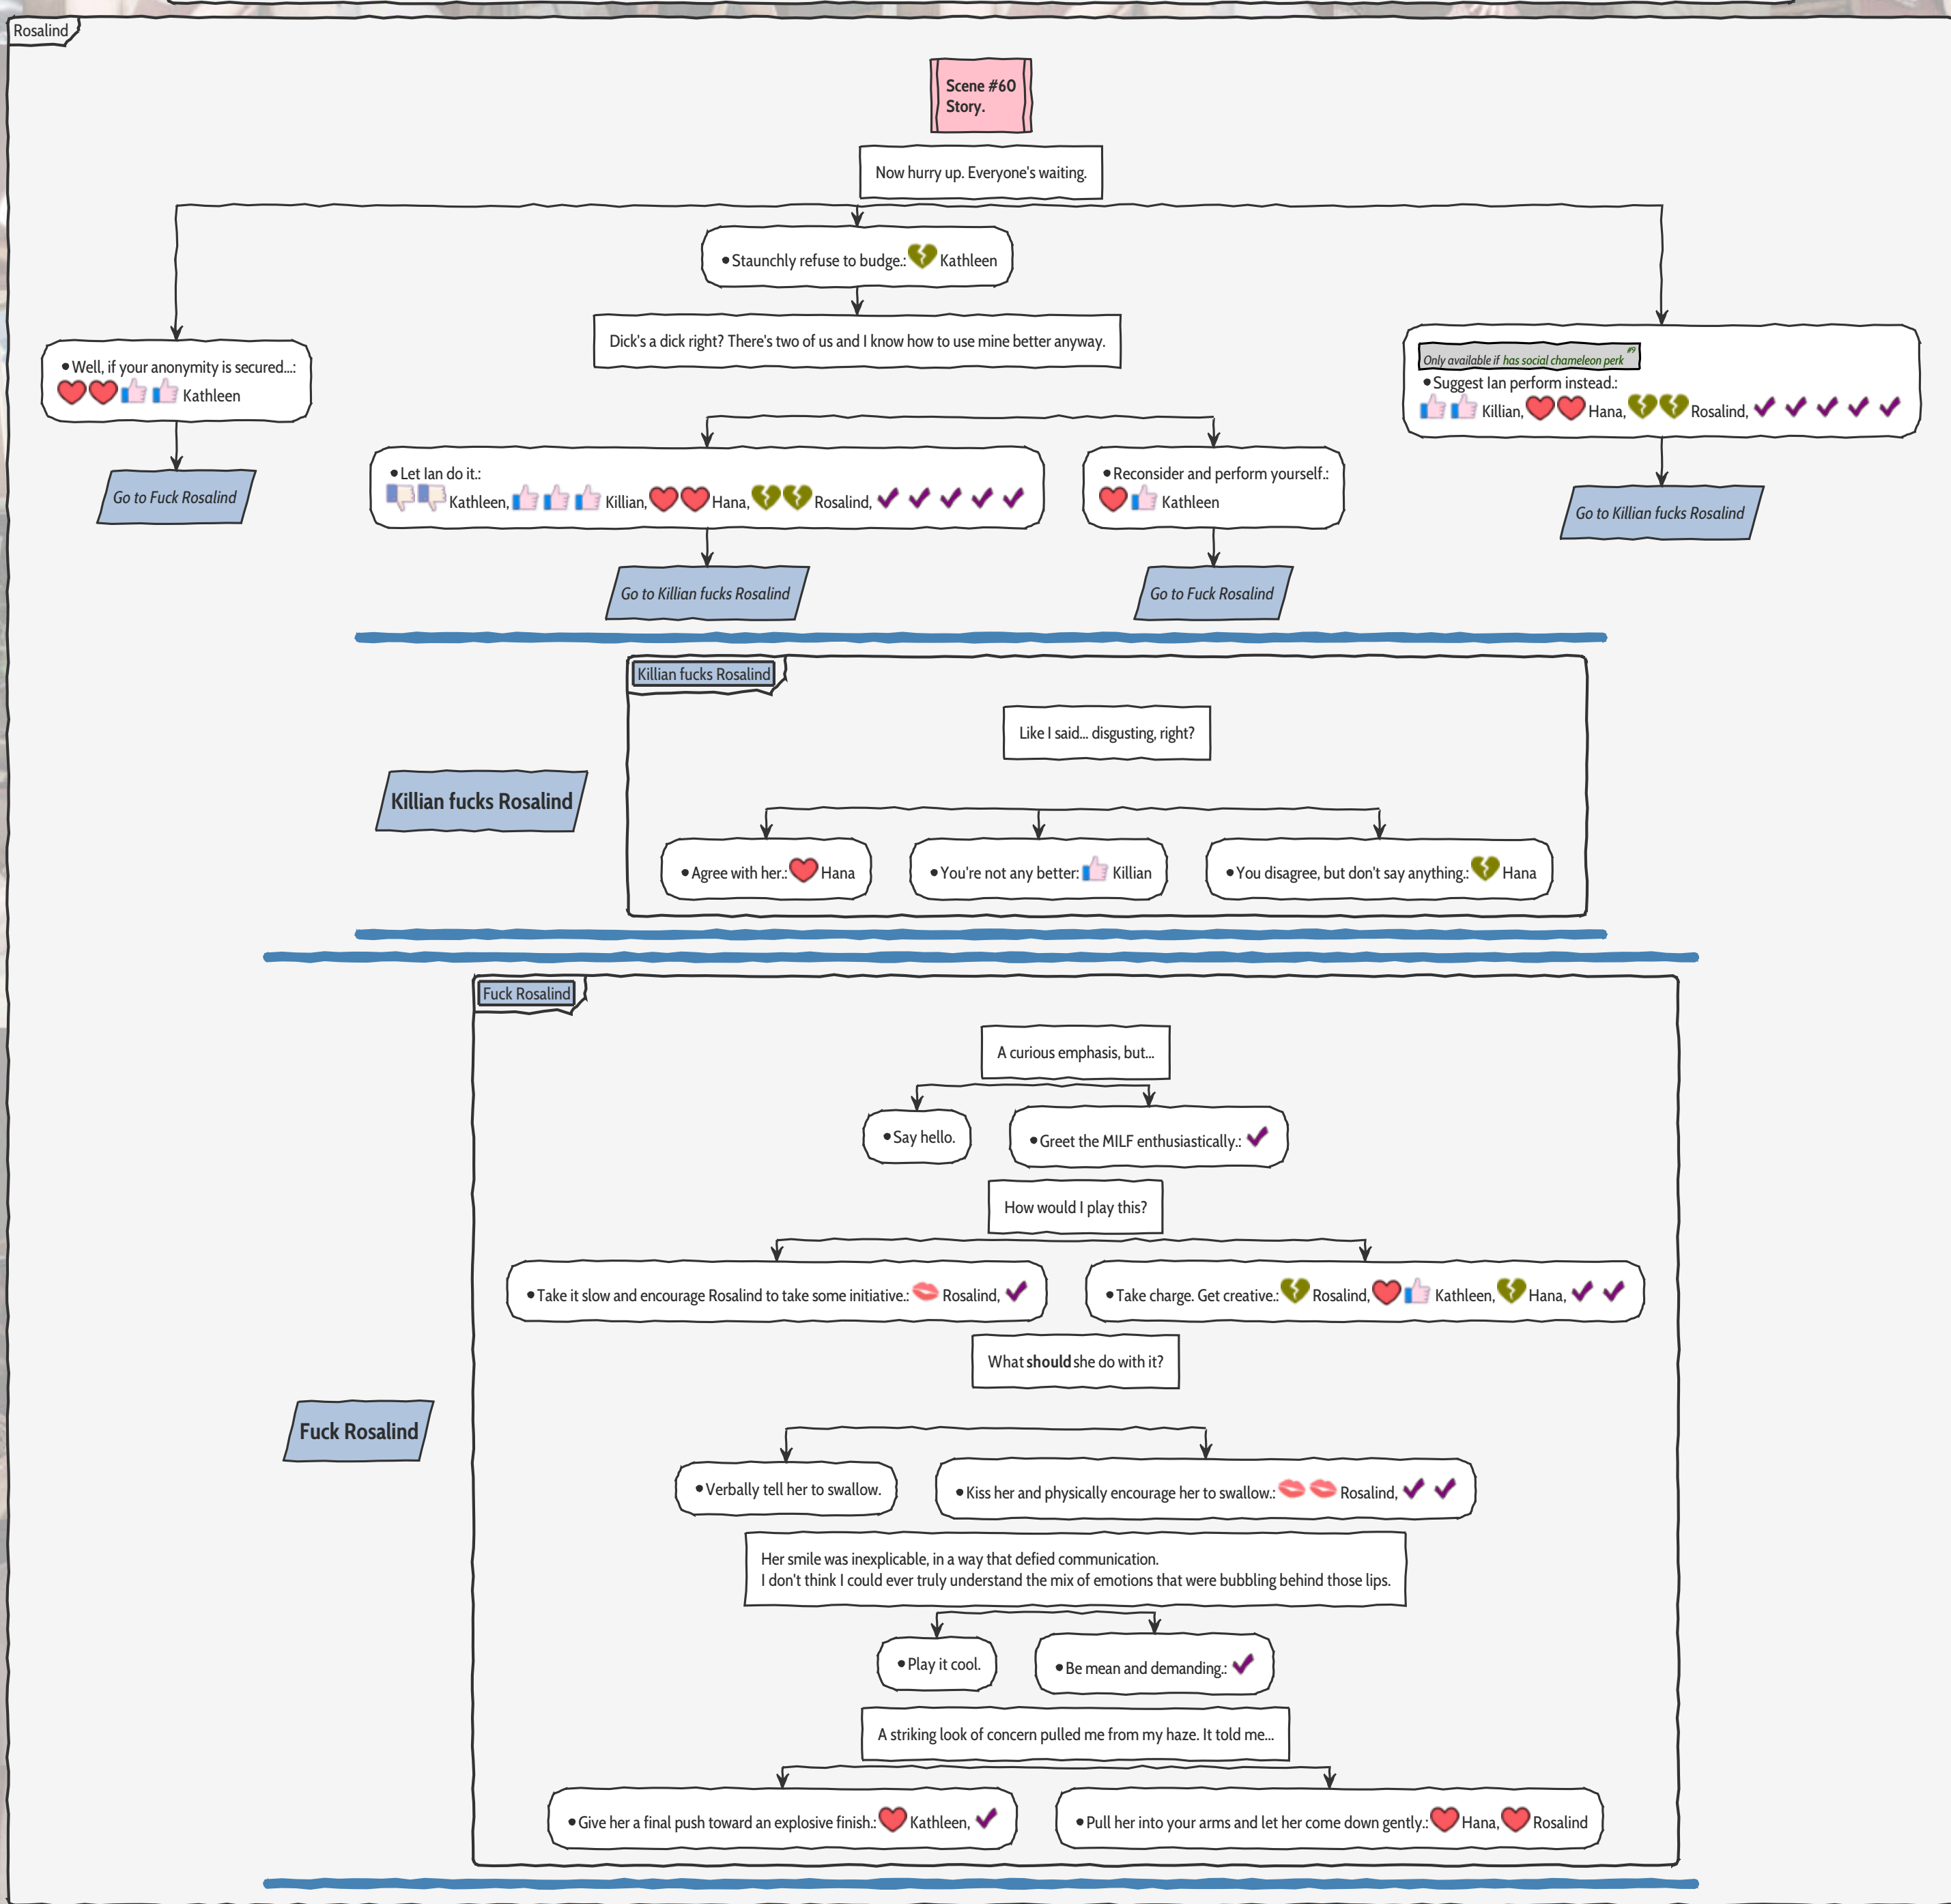 Rosalind
Scene #60
Story.
Now hurry up. Everyone's waiting.
•Staunchly refuse to budge.: Kathleen
Dick's a dick right? There's two of us and I know how to use mine better anyway.
•Well, if your anonymity is secured...:
Kathleen
Go to Fuck Rosalind
Only available if has social chameleon perk #9
•Suggest Ian perform instead.:
Killian, Hana, Rosalind,
Go to Killian fucks Rosalind
•Let Ian do it.:
Kathleen, Killian, Hana, Rosalind,
Go to Killian fucks Rosalind
•Reconsider and perform yourself.:
Kathleen
Go to Fuck Rosalind
Killian fucks Rosalind
Killian fucks Rosalind
Like I said... disgusting, right?
•Agree with her.: Hana
•You're not any better: Killian
•You disagree, but don't say anything.: Hana
Fuck Rosalind
Fuck Rosalind
A curious emphasis, but...
•Say hello.
•Greet the MILF enthusiastically.:
How would I play this?
•Take it slow and encourage Rosalind to take some initiative.: Rosalind,
•Take charge. Get creative.: Rosalind, Kathleen, Hana,
What should she do with it?
•Verbally tell her to swallow.
•Kiss her and physically encourage her to swallow.: Rosalind,
Her smile was inexplicable, in a way that defied communication.
I don't think I could ever truly understand the mix of emotions that were bubbling behind those lips.
•Play it cool.
•Be mean and demanding.:
A striking look of concern pulled me from my haze. It told me...
•Give her a final push toward an explosive finish.: Kathleen,
•Pull her into your arms and let her come down gently.: Hana, Rosalind